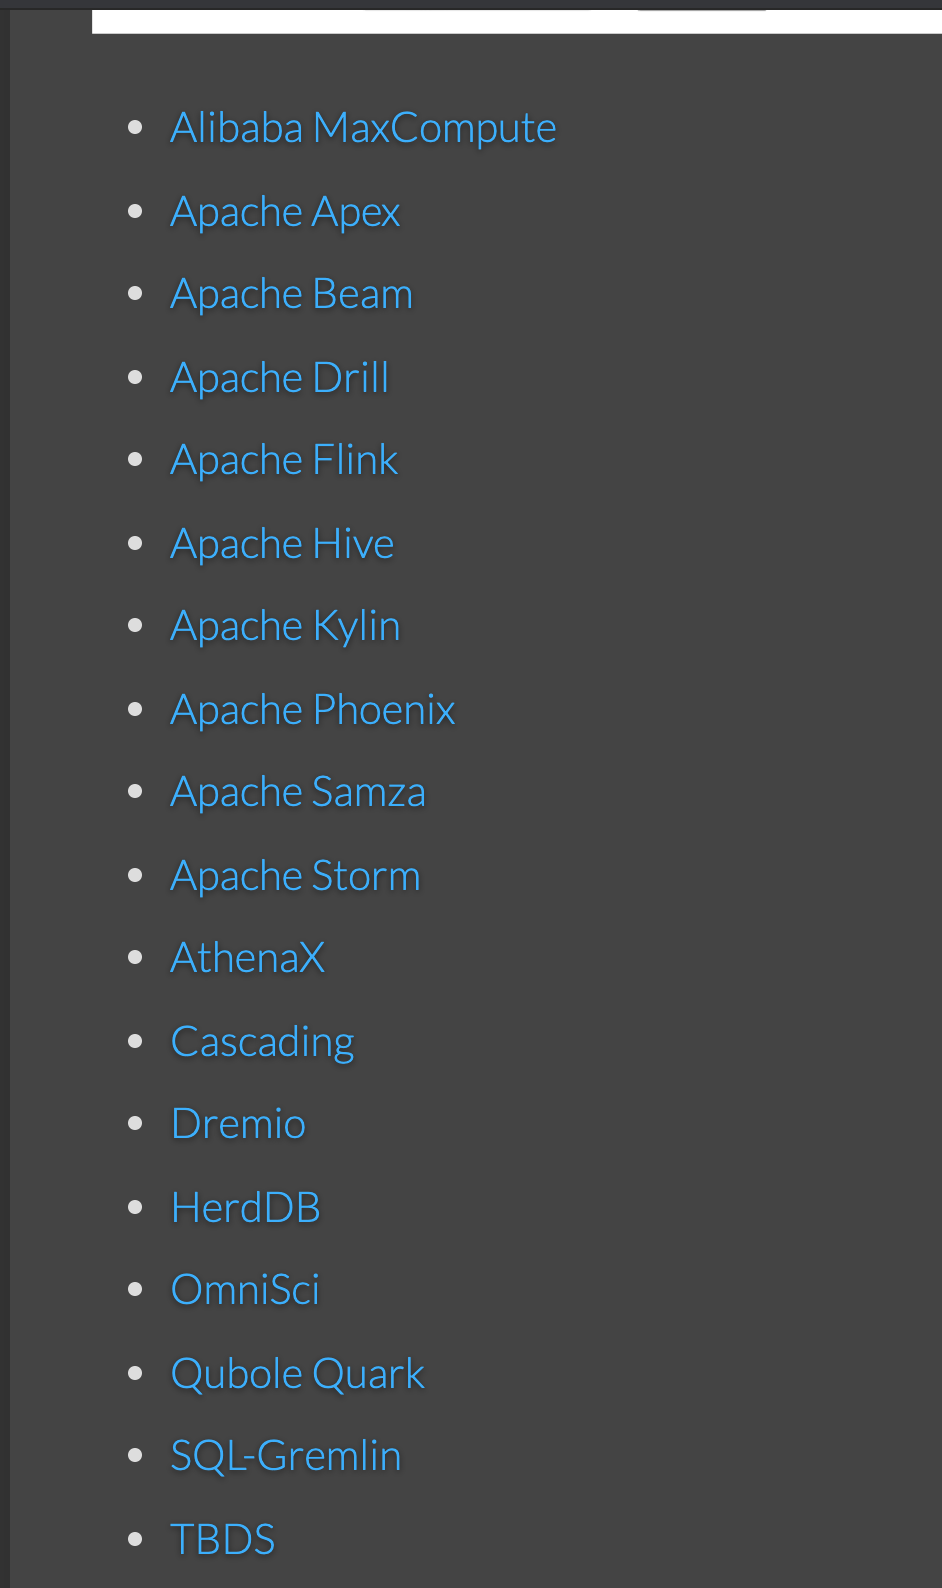 Alibaba MaxCompute
Apache Apex
Apache Beam
Apache Drill
Apache Flink
Apache Hive
Apache Kylin
Apache Phoenix
Apache Samza
Apache Storm
AthenaX
Cascading
Dremio
HerdDB
OmniSci
Qubole Quark
SQL-Gremlin
TBDS